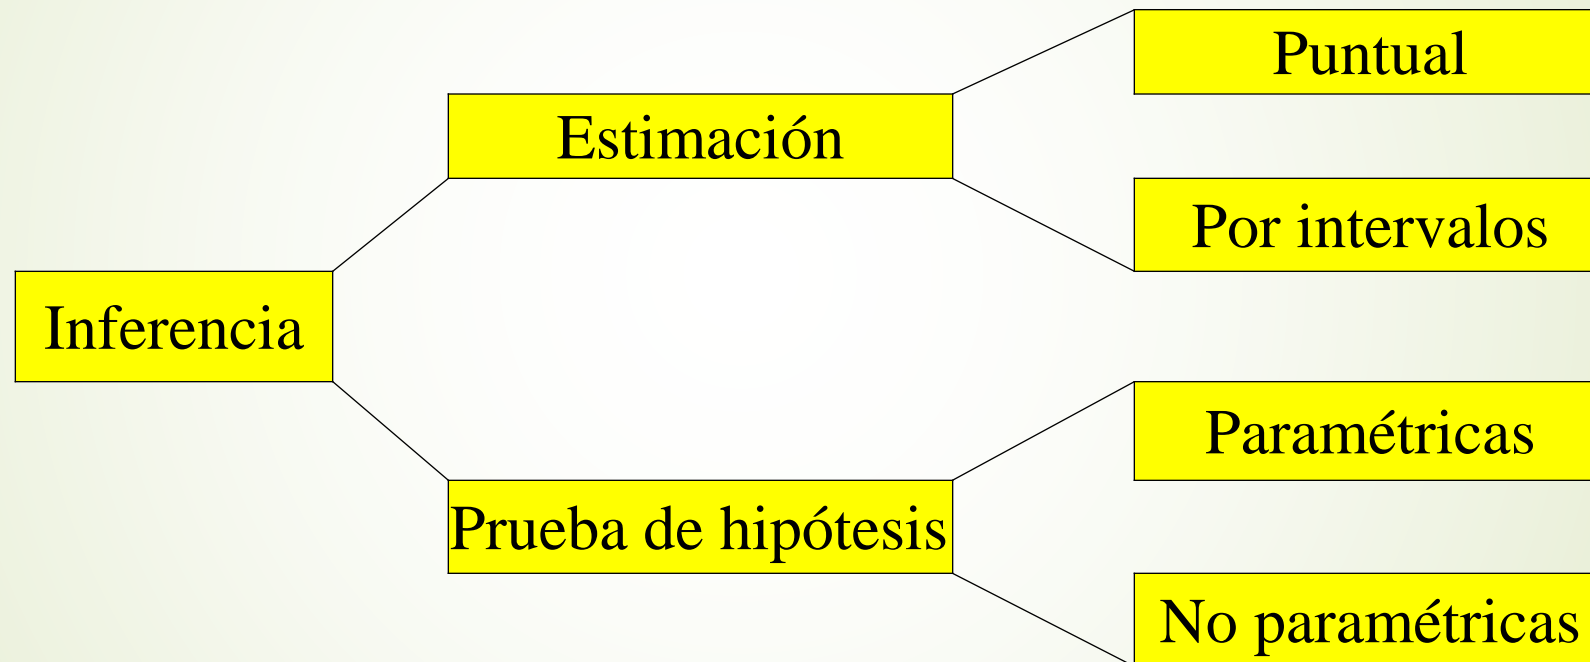 Inferencia
Estimación
Puntual
Por intervalos
Prueba de hipótesis
Paramétricas
No paramétricas